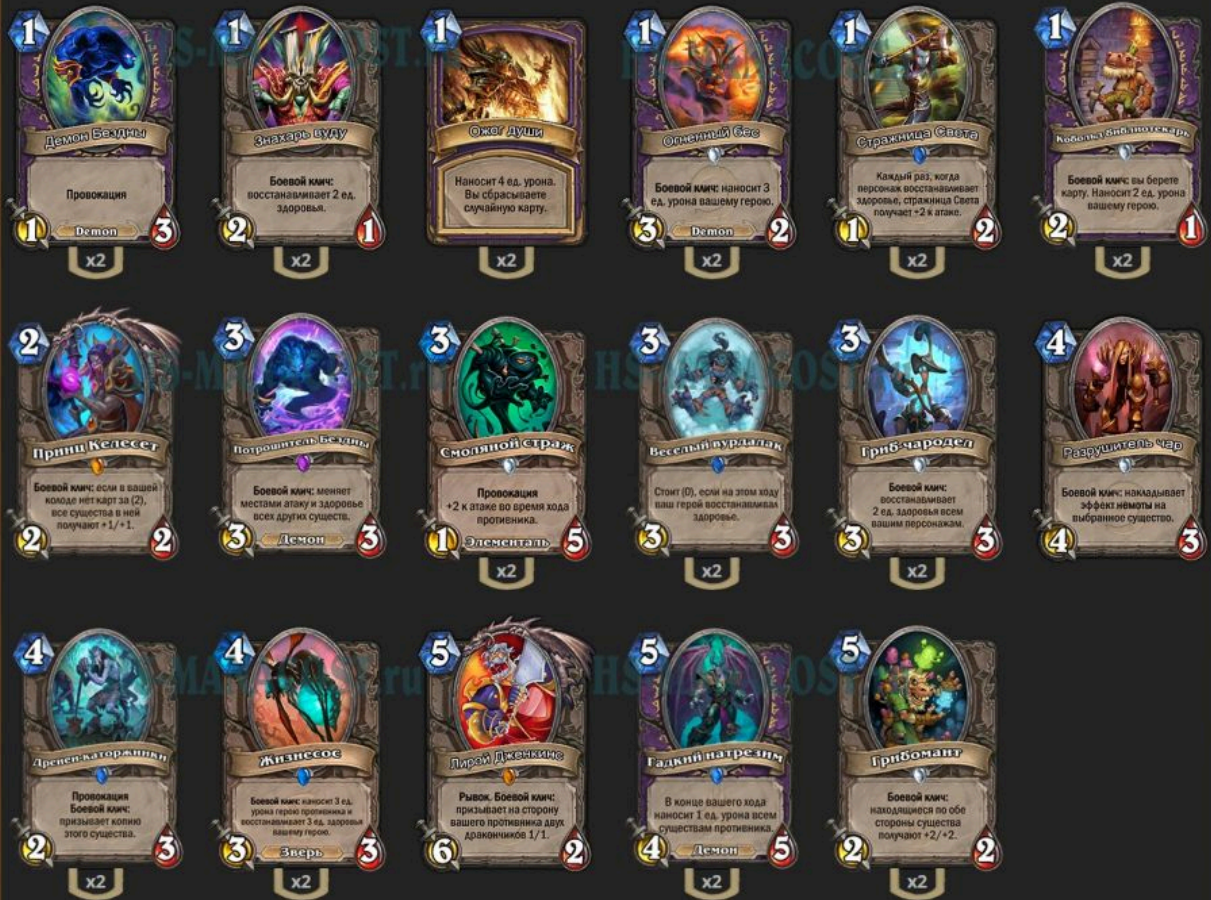 1
Демон Бездны
Провокация
1
Demon
3
x2
1
Знахарь вуду
Боевой клич:
восстанавливает 2 ед.
здоровья.
2
1
x2
1
Ожог души
Наносит 4 ед. урона.
Вы сбрасываете
случайную карту.
x2
1
Огненный бес
Боевой клич: наносит 3
ед. урона вашему герою.
3
Demon
2
x2
1
Стражница Света
Каждый раз, когда
персонаж восстанавливает
здоровье, стражница Света
получает +2 к атаке.
1
2
x2
1
Кобольд-библиотекарь
Боевой клич: вы берете
карту. Наносит 2 ед. урона
вашему герою.
2
1
x2
2
Принц Келесет
Боевой клич: если в вашей
колоде нет карт за (2),
все существа в ней
получают +1/+1.
2
2
3
Потрошитель Бездны
Боевой клич: меняет
местами атаку и здоровье
всех других существ.
3
Демон
3
3
Смоляной страж
Провокация
+2 к атаке во время хода
противника.
1
Элементаль
5
x2
3
Веселый вурдалак
Стоит (0), если на этом ходу
ваш герой восстанавливал
здоровье.
3
3
x2
3
Гриб-чародел
Боевой клич:
восстанавливает
2 ед. здоровья всем
вашим персонажам.
3
3
x2
4
Разрушитель чар
Боевой клич: накладывает
эффект немоты на
выбранное существо.
4
3
4
Дренеи-каторжники
Провокация
Боевой клич:
призывает копию
этого существа.
2
3
x2
4
Жизнесос
Боевой клич: наносит 3 ед.
урона герою противника и
восстанавливает 3 ед. здоровья
вашему герою.
3
Зверь
3
x2
5
Лирой Дженкинс
Рывок. Боевой клич:
призывает на сторону
вашего противника двух
дракончиков 1/1.
6
2
5
Гадкий натрезим
В конце вашего хода
наносит 1 ед. урона всем
существам противника.
4
Демон
5
x2
5
Грибомант
Боевой клич:
находящиеся по обе
стороны существа
получают +2/+2.
2
2
x2